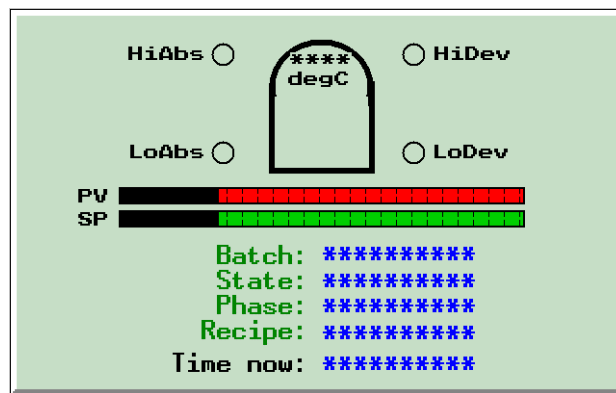 HiAbs **** HiDev
degC
LoAbs LoDev
PV
SP
Batch: **********
State: **********
Phase: **********
Recipe: **********
Time now: **********